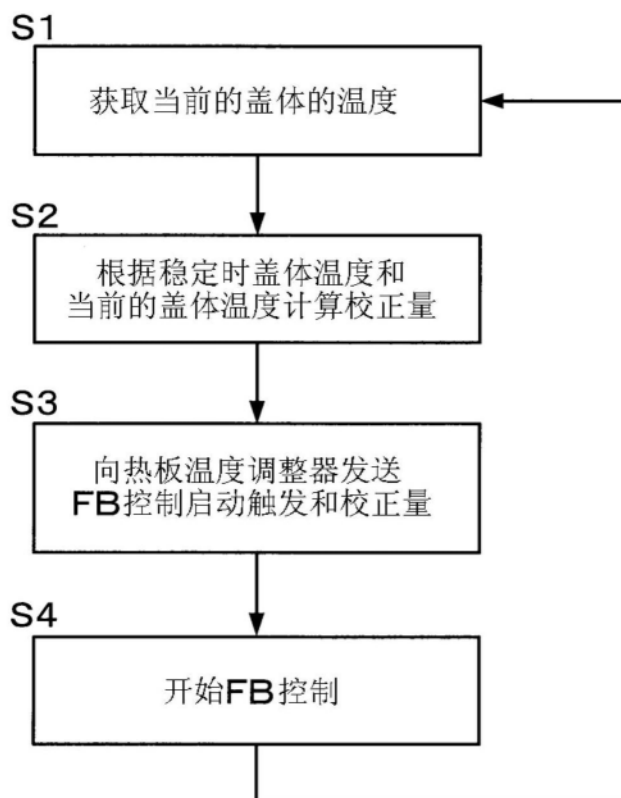 S1
获取当前的盖体的温度
S2
根据稳定时盖体温度和
当前的盖体温度计算校正量
S3
向热板温度调整器发送
FB控制启动触发和校正量
S4
开始FB控制